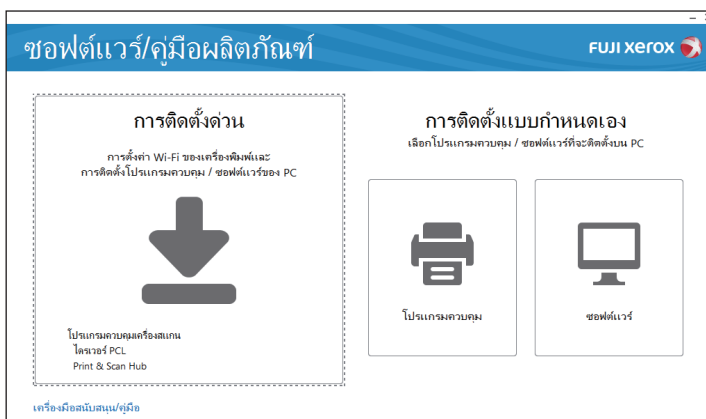 ซอฟต์แวร์/คู่มือผลิตภัณฑ์
FUJI xerox
การติดตั้งด่วน
การตั้งค่า Wi-Fi ของเครื่องพิมพ์และ
การติดตั้งโปรแกรมควบคุม / ซอฟต์แวร์ของ PC
โปรแกรมควบคุมเครื่องสแกน
ไดรเวอร์ PCL
Print & Scan Hub
การติดตั้งแบบกำหนดเอง
เลือกโปรแกรมควบคุม / ซอฟต์แวร์ที่จะติดตั้งบน PC
โปรแกรมควบคุม
ซอฟต์แวร์
เครื่องมือสนับสนุน/คู่มือ